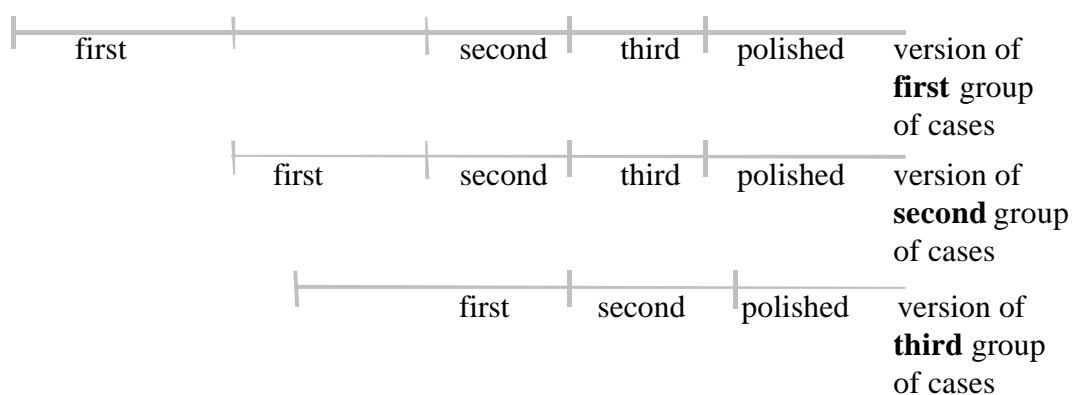 first second third polished version of
first group
of cases
first second third polished version of
second group
of cases
first second polished version of
third group
of cases